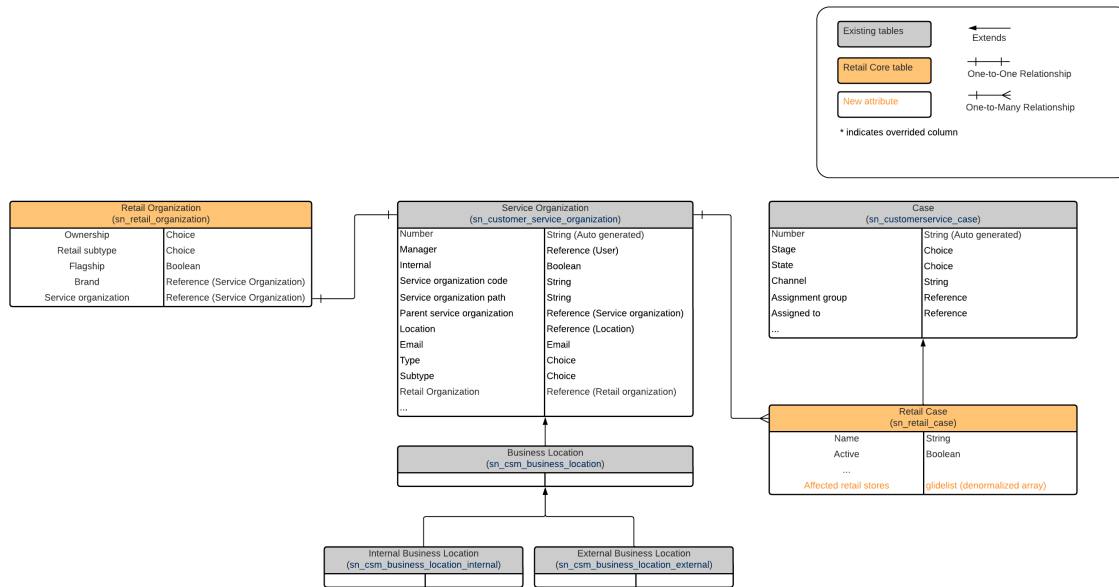 Existing tables
Extends
Retail Core table
One-to-One Relationship
New attribute
One-to-Many Relationship
* indicates overrided column
Retail Organization
(sn_retail_organization)
Ownership Choice
Retail subtype Choice
Flagship Boolean
Brand Reference (Service Organization)
Service organization Reference (Service Organization)
Service Organization
(sn_customer_service_organization)
Number String (Auto generated)
Manager Reference (User)
Internal Boolean
Service organization code String
Service organization path String
Parent service organization Reference (Service organization)
Location Reference (Location)
Email Email
Type Choice
Subtype Choice
Retail Organization Reference (Retail organization)
...
Case
(sn_customerservice_case)
Number String (Auto generated)
Stage Choice
State Choice
Channel String
Assignment group Reference
Assigned to Reference
...
Retail Case
(sn_retail_case)
Name String
Active Boolean
...
Affected retail stores glidelist (denormalized array)
Business Location
(sn_csm_business_location)
Internal Business Location
(sn_csm_business_location_internal)
External Business Location
(sn_csm_business_location_external)